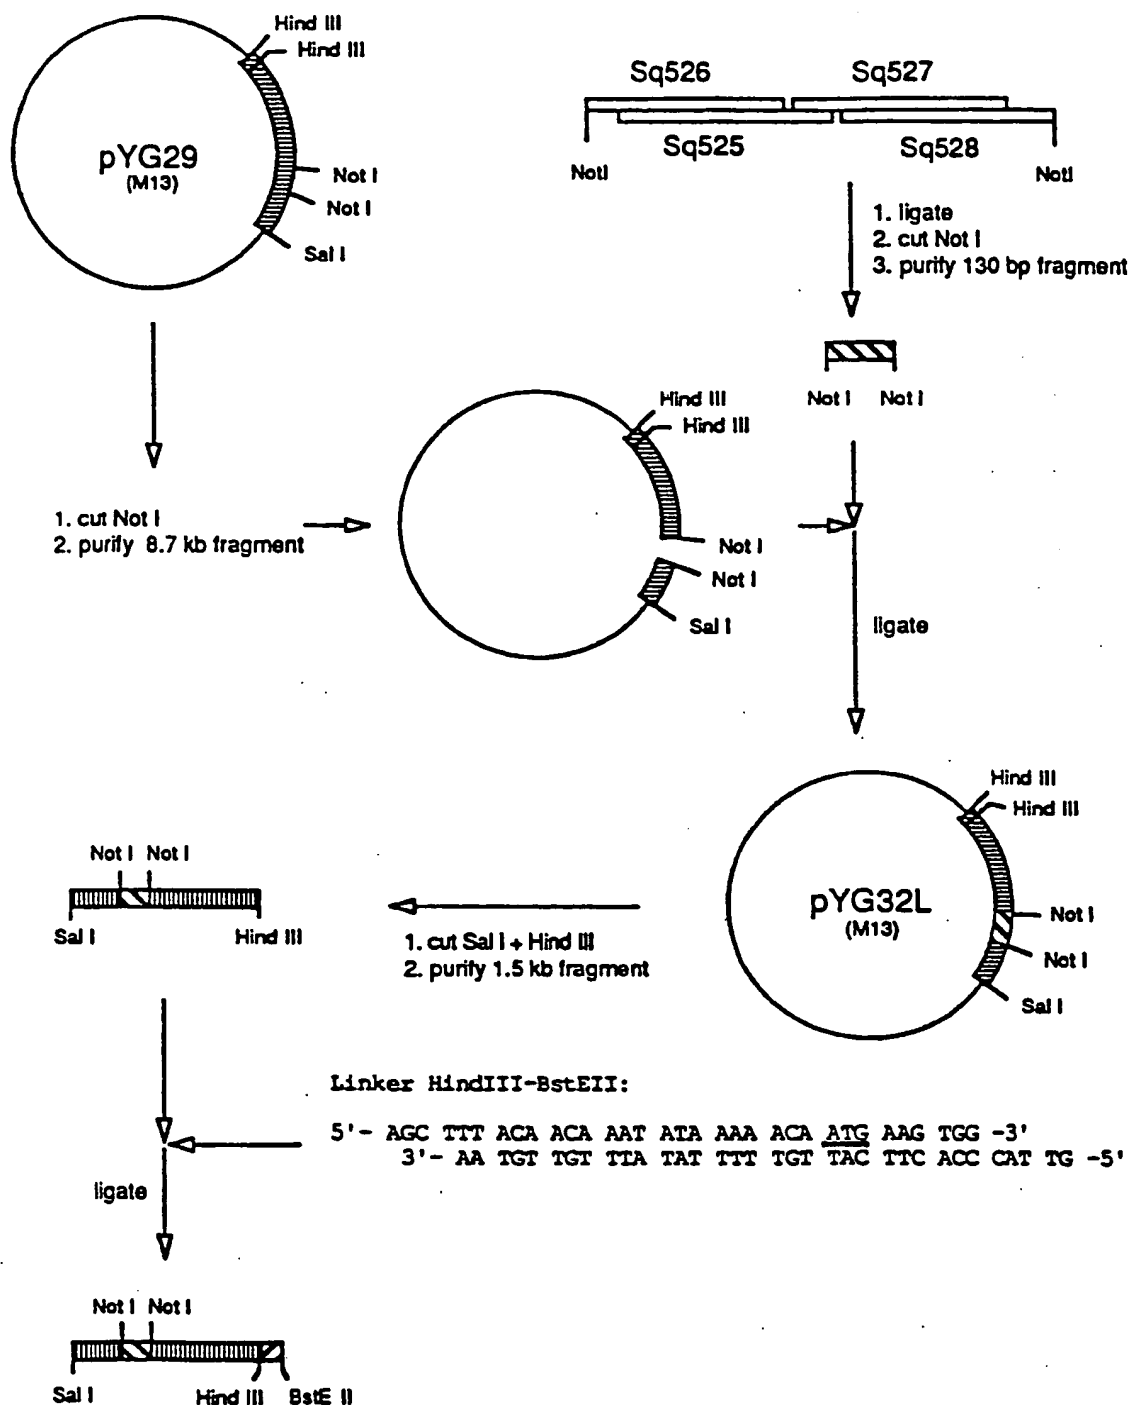 Hind III
Hind III
pYG29
(M13)
Not I
Not I
Sal I
Sq526
Sq527
Sq525
Sq528
NotI
NotI
1. ligate
2. cut Not I
3. purify 130 bp fragment
Not I
Not I
1. cut Not I
2. purify 8.7 kb fragment
Hind III
Hind III
Not I
Not I
Sal I
ligate
Hind III
Hind III
pYG32L
(M13)
Not I
Not I
Sal I
1. cut Sal I + Hind III
2. purify 1.5 kb fragment
Not I Not I
Sal I
Hind III
Linker HindIII-BstEII:
5'- AGC TTT ACA ACA AAT ATA AAA ACA ATG AAG TGG -3'
3'- AA TGT TGT TTA TAT TTT TGT TAC TTC ACC CAT TG -5'
ligate
Not I Not I
Sal I
Hind III
BstE II